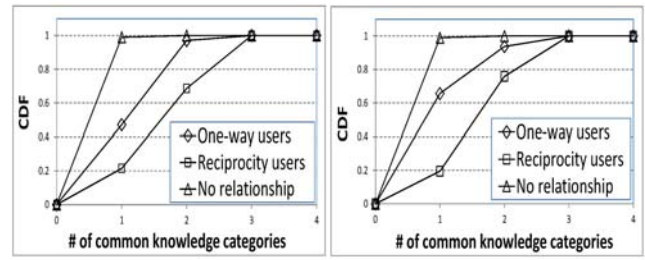 1
0.8
0.6
0.4
0.2
0
CDF
One-way users
Reciprocity users
No relationship
0 1 2 3 4
# of common knowledge categories
1
0.8
0.6
0.4
0.2
0
CDF
One-way users
Reciprocity users
No relationship
0 1 2 3 4
# of common knowledge categories